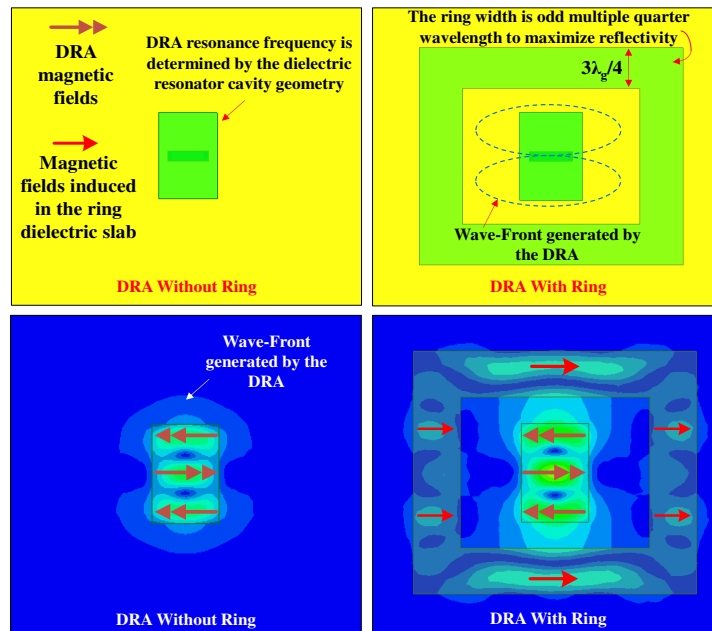 DRA
magnetic
fields
Magnetic
fields induced
in the ring
dielectric slab
DRA resonance frequency is
determined by the dielectric
resonator cavity geometry
DRA Without Ring
The ring width is odd multiple quarter
wavelength to maximize reflectivity
3λg/4
Wave-Front generated by
the DRA
DRA With Ring
Wave-Front
generated by the
DRA
DRA Without Ring
DRA With Ring